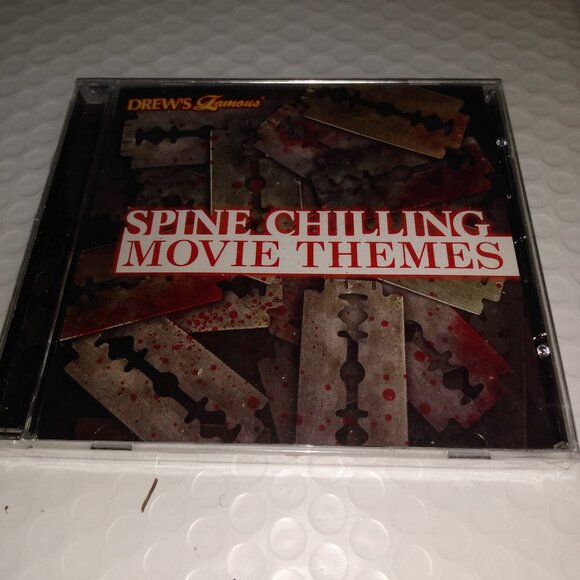 DREW'S Famous
SPINE CHILLING
MOVIE THEMES